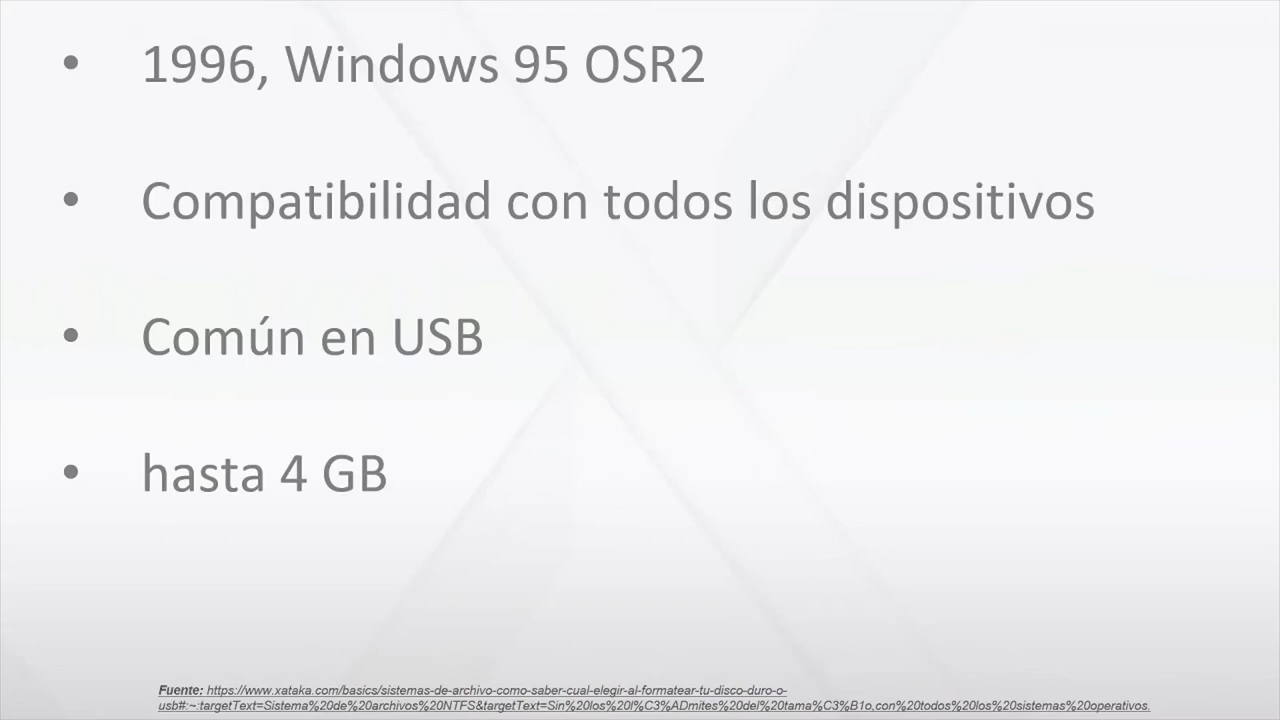 • 1996, Windows 95 OSR2
• Compatibilidad con todos los dispositivos
• Común en USB
• hasta 4 GB
Fuente: https://www.xataka.com/basics/sistemas-de-archivo-como-saber-cual-elegir-al-formatear-tu-disco-duro-o-
usb#:~:targetText=Sistema%20de%20archivos%20NTFS&targetText=Sin%20los%20l%C3%ADmites%20del%20tama%C3%B1o,con%20todos%20los%20sistemas%20operativos.